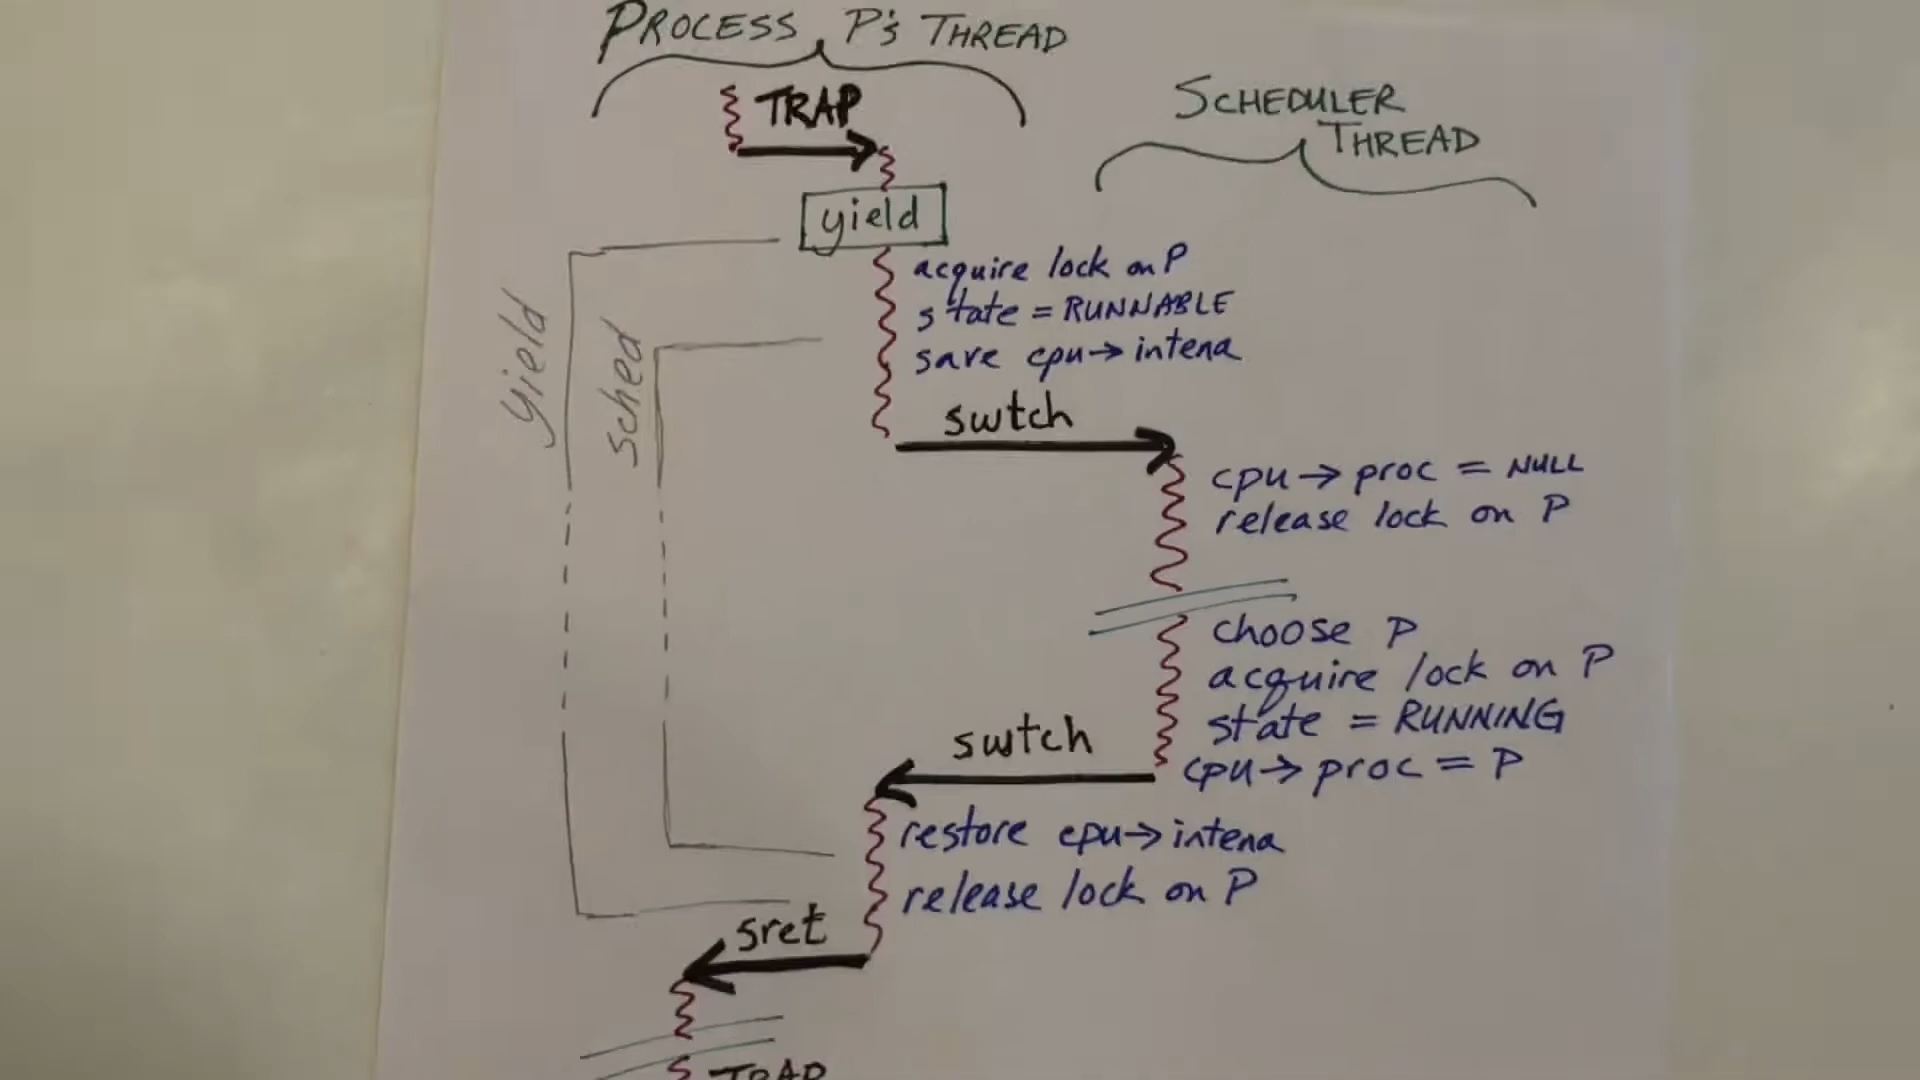 PROCESS P's THREAD
SCHEDULER
THREAD
TRAP
yield
acquire lock on P
state = RUNNABLE
save cpu→intena
yield
sched
swtch
cpu → proc = NULL
release lock on P
choose P
acquire lock on P
state = RUNNING
cpu→ proc = P
swtch
restore cpu→intena
release lock on P
sret
TRAP